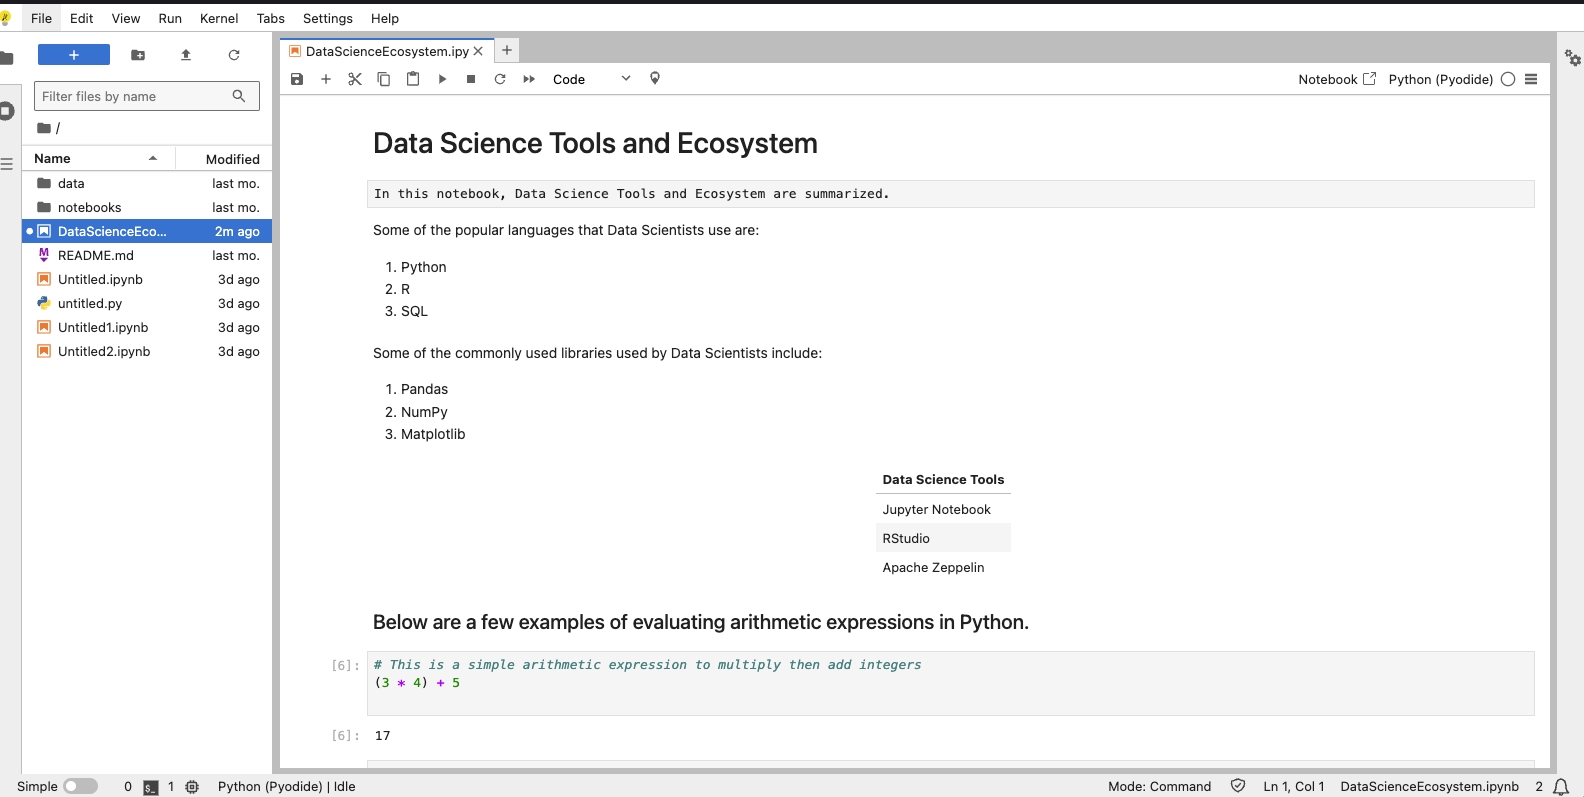 File Edit View Run Kernel Tabs Settings Help
DataScienceEcosystem.ipy
Code
Notebook Python (Pyodide)
Filter files by name
/
Name Modified
data last mo.
notebooks last mo.
DataScienceEco... 2m ago
README.md last mo.
Untitled.ipynb 3d ago
untitled.py 3d ago
Untitled1.ipynb 3d ago
Untitled2.ipynb 3d ago
Data Science Tools and Ecosystem
In this notebook, Data Science Tools and Ecosystem are summarized.
Some of the popular languages that Data Scientists use are:
1. Python
2. R
3. SQL
Some of the commonly used libraries used by Data Scientists include:
1. Pandas
2. NumPy
3. Matplotlib
Data Science Tools
Jupyter Notebook
RStudio
Apache Zeppelin
Below are a few examples of evaluating arithmetic expressions in Python.
[6]: # This is a simple arithmetic expression to multiply then add integers
(3 * 4) + 5
[6]: 17
Simple 0 $_ 1 Python (Pyodide) | Idle Mode: Command Ln 1, Col 1 DataScienceEcosystem.ipynb 2